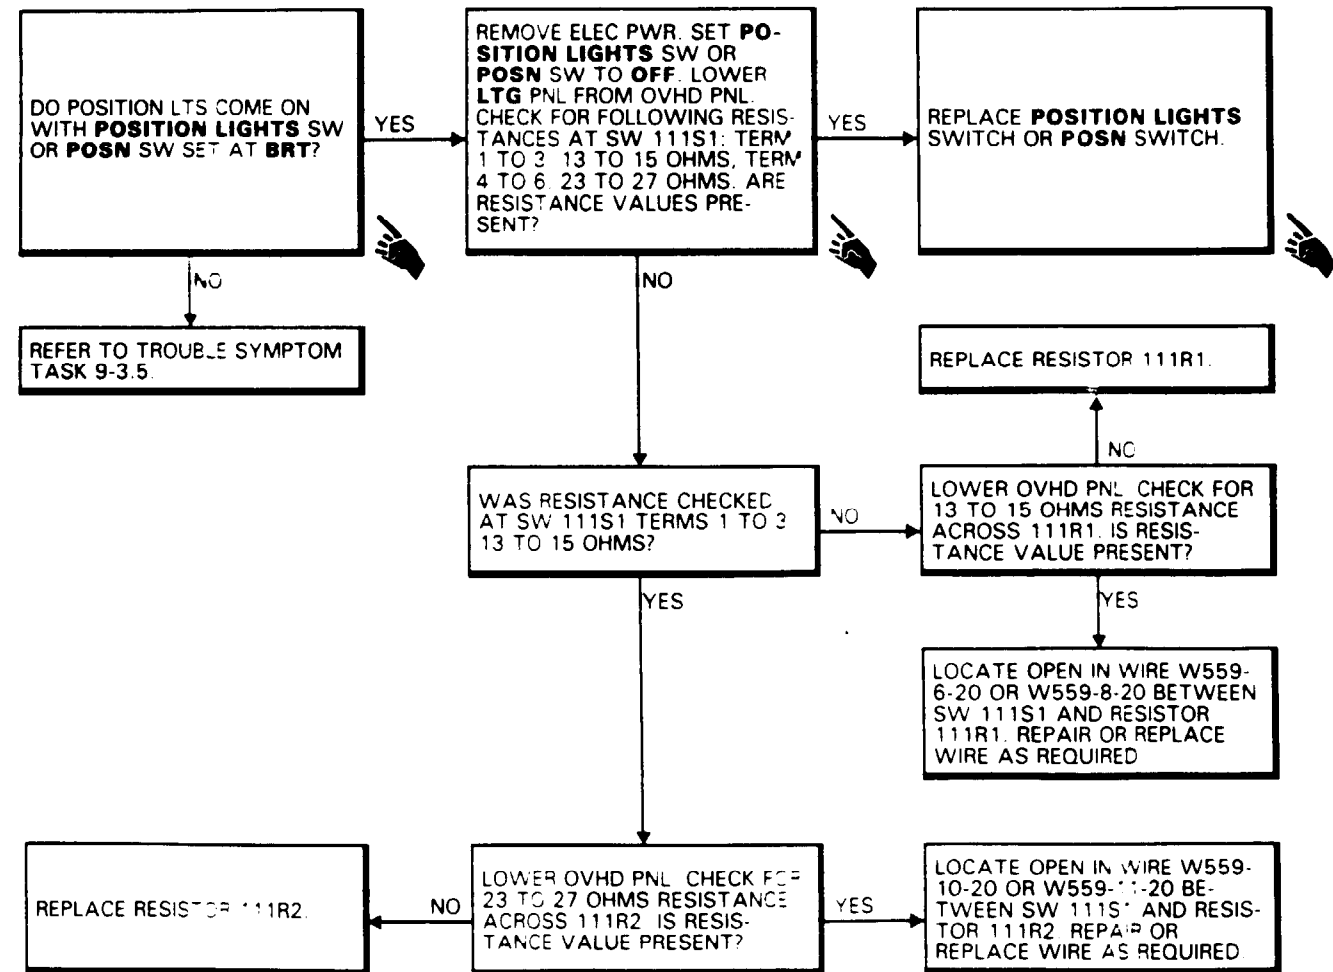 DO POSITION LTS COME ON
WITH POSITION LIGHTS SW
OR POSN SW SET AT BRT?
YES
REMOVE ELEC PWR. SET PO-
SITION LIGHTS SW OR
POSN SW TO OFF. LOWER
LTG PNL FROM OVHD PNL.
CHECK FOR FOLLOWING RESIS-
TANCES AT SW 111S1: TERM
1 TO 3 13 TO 15 OHMS, TERM
4 TO 6. 23 TO 27 OHMS. ARE
RESISTANCE VALUES PRE-
SENT?
YES
REPLACE POSITION LIGHTS
SWITCH OR POSN SWITCH.
NO
REFER TO TROUBLE SYMPTOM
TASK 9-3.5.
NO
REPLACE RESISTOR 111R1.
NO
WAS RESISTANCE CHECKED
AT SW 111S1 TERMS 1 TO 3
13 TO 15 OHMS?
NO
LOWER OVHD PNL. CHECK FOR
13 TO 15 OHMS RESISTANCE
ACROSS 111R1. IS RESIS-
TANCE VALUE PRESENT?
YES
YES
LOCATE OPEN IN WIRE W559-
6-20 OR W559-8-20 BETWEEN
SW 111S1 AND RESISTOR
111R1. REPAIR OR REPLACE
WIRE AS REQUIRED
REPLACE RESISTOR 111R2.
NO
LOWER OVHD PNL. CHECK FOR
23 TO 27 OHMS RESISTANCE
ACROSS 111R2. IS RESIS-
TANCE VALUE PRESENT?
YES
LOCATE OPEN IN WIRE W559-
10-20 OR W559-11-20 BE-
TWEEN SW 111S1 AND RESIS-
TOR 111R2. REPAIR OR
REPLACE WIRE AS REQUIRED.